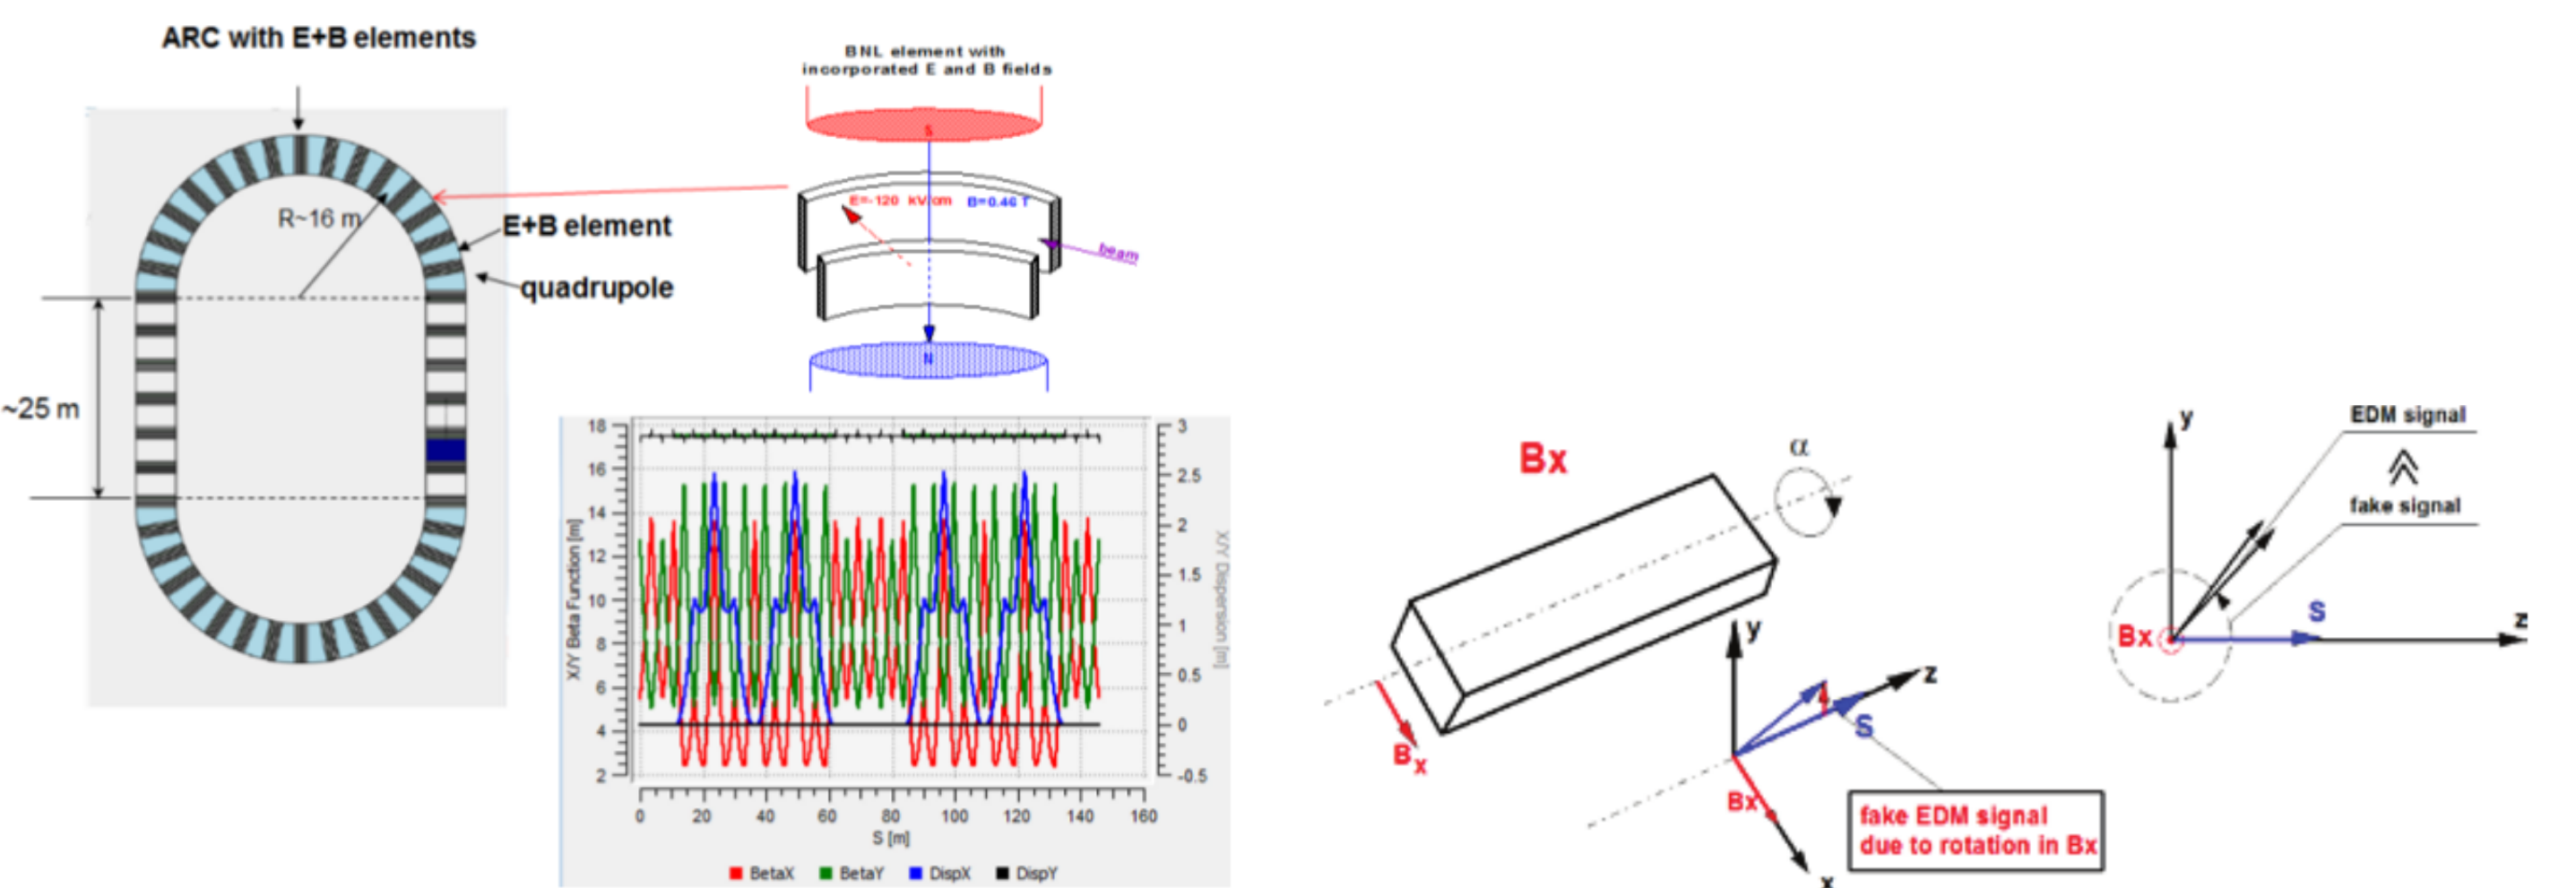 ARC with E+B elements
R~16 m
E+B element
quadrupole
~25 m
BNL element with
incorporated E and B fields
S
E=-120 kV/cm B=0.46 T
beam
N
18
16
14
12
10
8
6
4
2
X/Y Beta Function [m]
3
2.5
2
1.5
1
0.5
0
-0.5
X/Y Dispersion [m]
0 20 40 60 80 100 120 140 160
S [m]
BetaX BetaY DispX DispY
Bx
α
Bx
y
z
S
Bx
x
fake EDM signal
due to rotation in Bx
y
EDM signal
fake signal
S
z
Bx